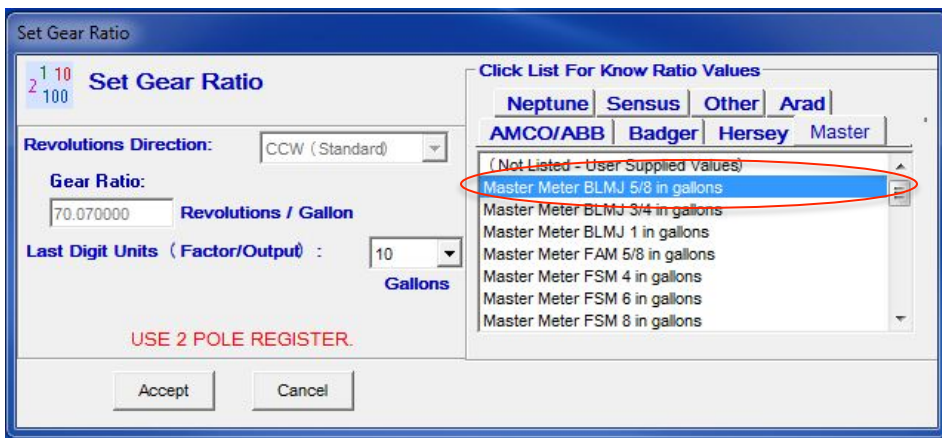 Set Gear Ratio
1 10
2 100
Set Gear Ratio
Revolutions Direction:
CCW (Standard)
Gear Ratio:
70.070000
Revolutions / Gallon
Last Digit Units (Factor/Output) :
10
Gallons
USE 2 POLE REGISTER.
Accept
Cancel
Click List For Know Ratio Values
Neptune Sensus Other Arad
AMCO/ABB Badger Hersey Master
(Not Listed - User Supplied Values)
Master Meter BLMJ 5/8 in gallons
Master Meter BLMJ 3/4 in gallons
Master Meter BLMJ 1 in gallons
Master Meter FAM 5/8 in gallons
Master Meter FSM 4 in gallons
Master Meter FSM 6 in gallons
Master Meter FSM 8 in gallons